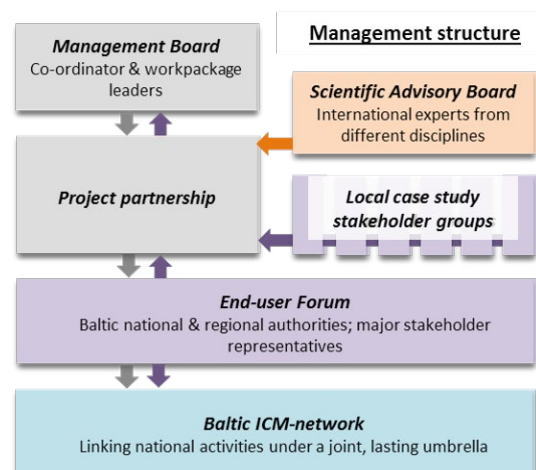 Management structure
Management Board
Co-ordinator & workpackage
leaders
Scientific Advisory Board
International experts from
different disciplines
Project partnership
Local case study
stakeholder groups
End-user Forum
Baltic national & regional authorities; major stakeholder
representatives
Baltic ICM-network
Linking national activities under a joint, lasting umbrella